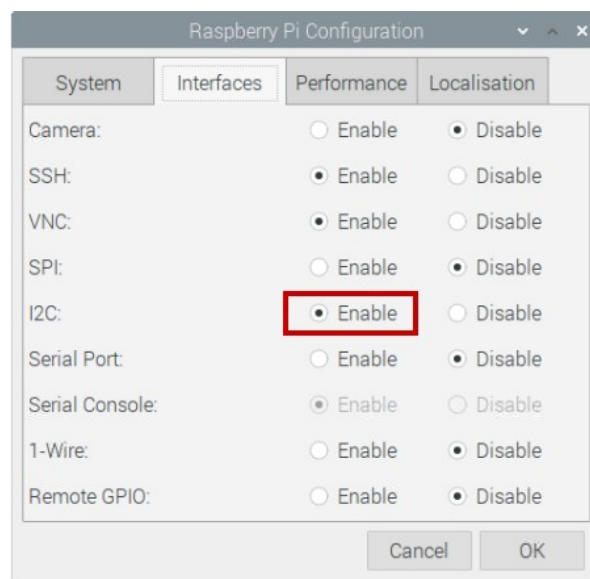 Raspberry Pi Configuration
System Interfaces Performance Localisation
Camera: Enable Disable
SSH: Enable Disable
VNC: Enable Disable
SPI: Enable Disable
I2C: Enable Disable
Serial Port: Enable Disable
Serial Console: Enable Disable
1-Wire: Enable Disable
Remote GPIO: Enable Disable
Cancel OK